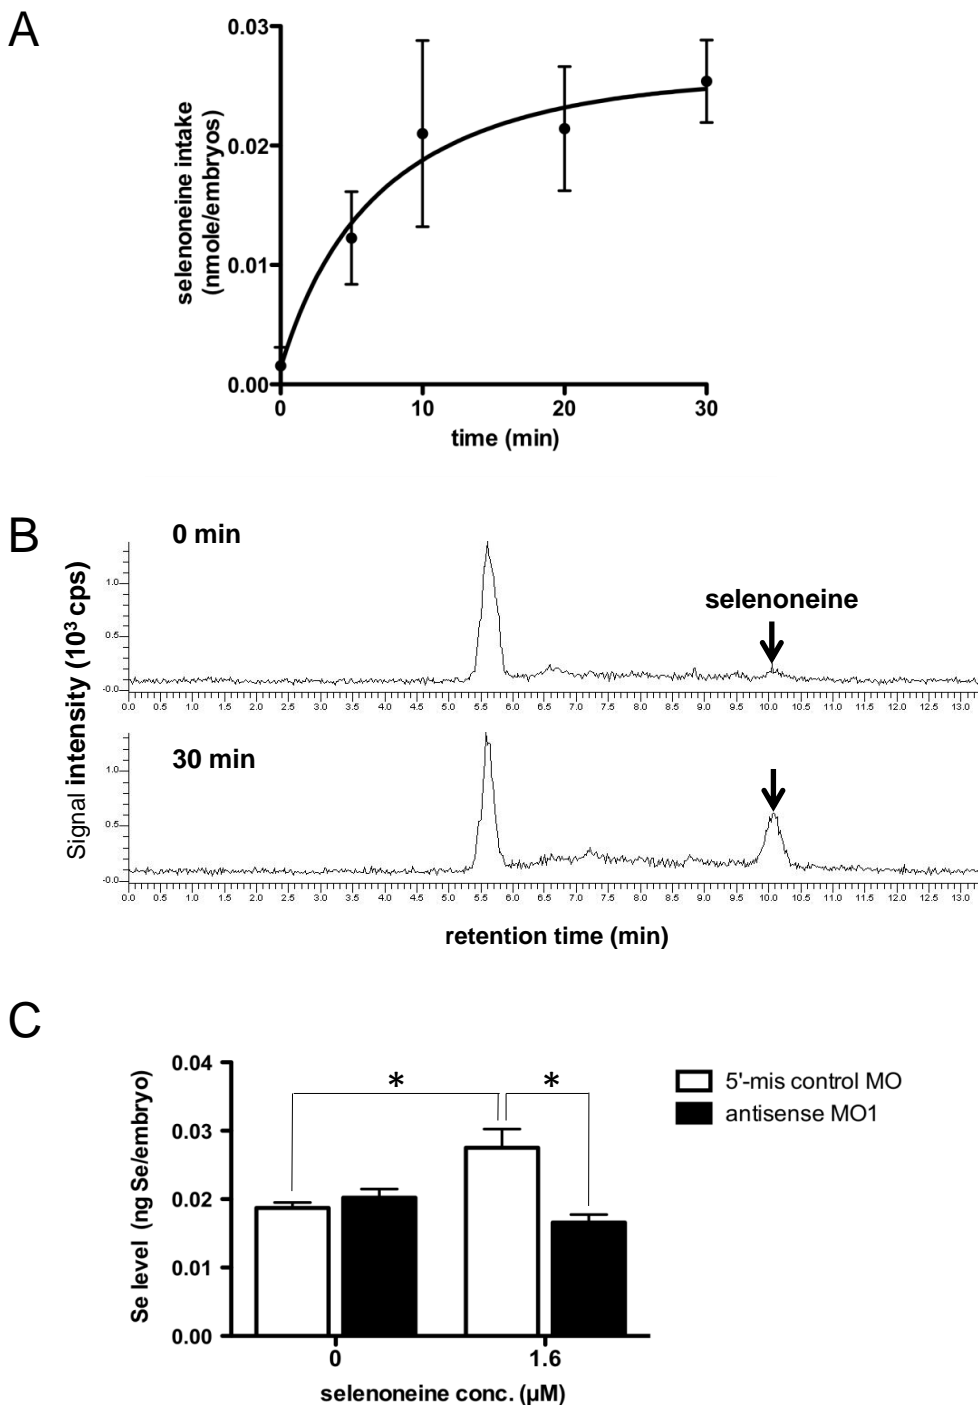 A
0.03
0.02
0.01
0.00
selenoneine intake
(nmole/embryos)
0 10 20 30
time (min)
B
0 min
selenoneine
Signal intensity (10³ cps)
1.0
0.5
-0.0
0.0 0.5 1.0 1.5 2.0 2.5 3.0 3.5 4.0 4.5 5.0 5.5 6.0 6.5 7.0 7.5 8.0 8.5 9.0 9.5 10.0 10.5 11.0 11.5 12.0 12.5 13.0
30 min
1.0
0.5
-0.0
0.0 0.5 1.0 1.5 2.0 2.5 3.0 3.5 4.0 4.5 5.0 5.5 6.0 6.5 7.0 7.5 8.0 8.5 9.0 9.5 10.0 10.5 11.0 11.5 12.0 12.5 13.0
retention time (min)
C
0.04
0.03
0.02
0.01
0.00
Se level (ng Se/embryo)
* *
5'-mis control MO
antisense MO1
0 1.6
selenoneine conc. (µM)